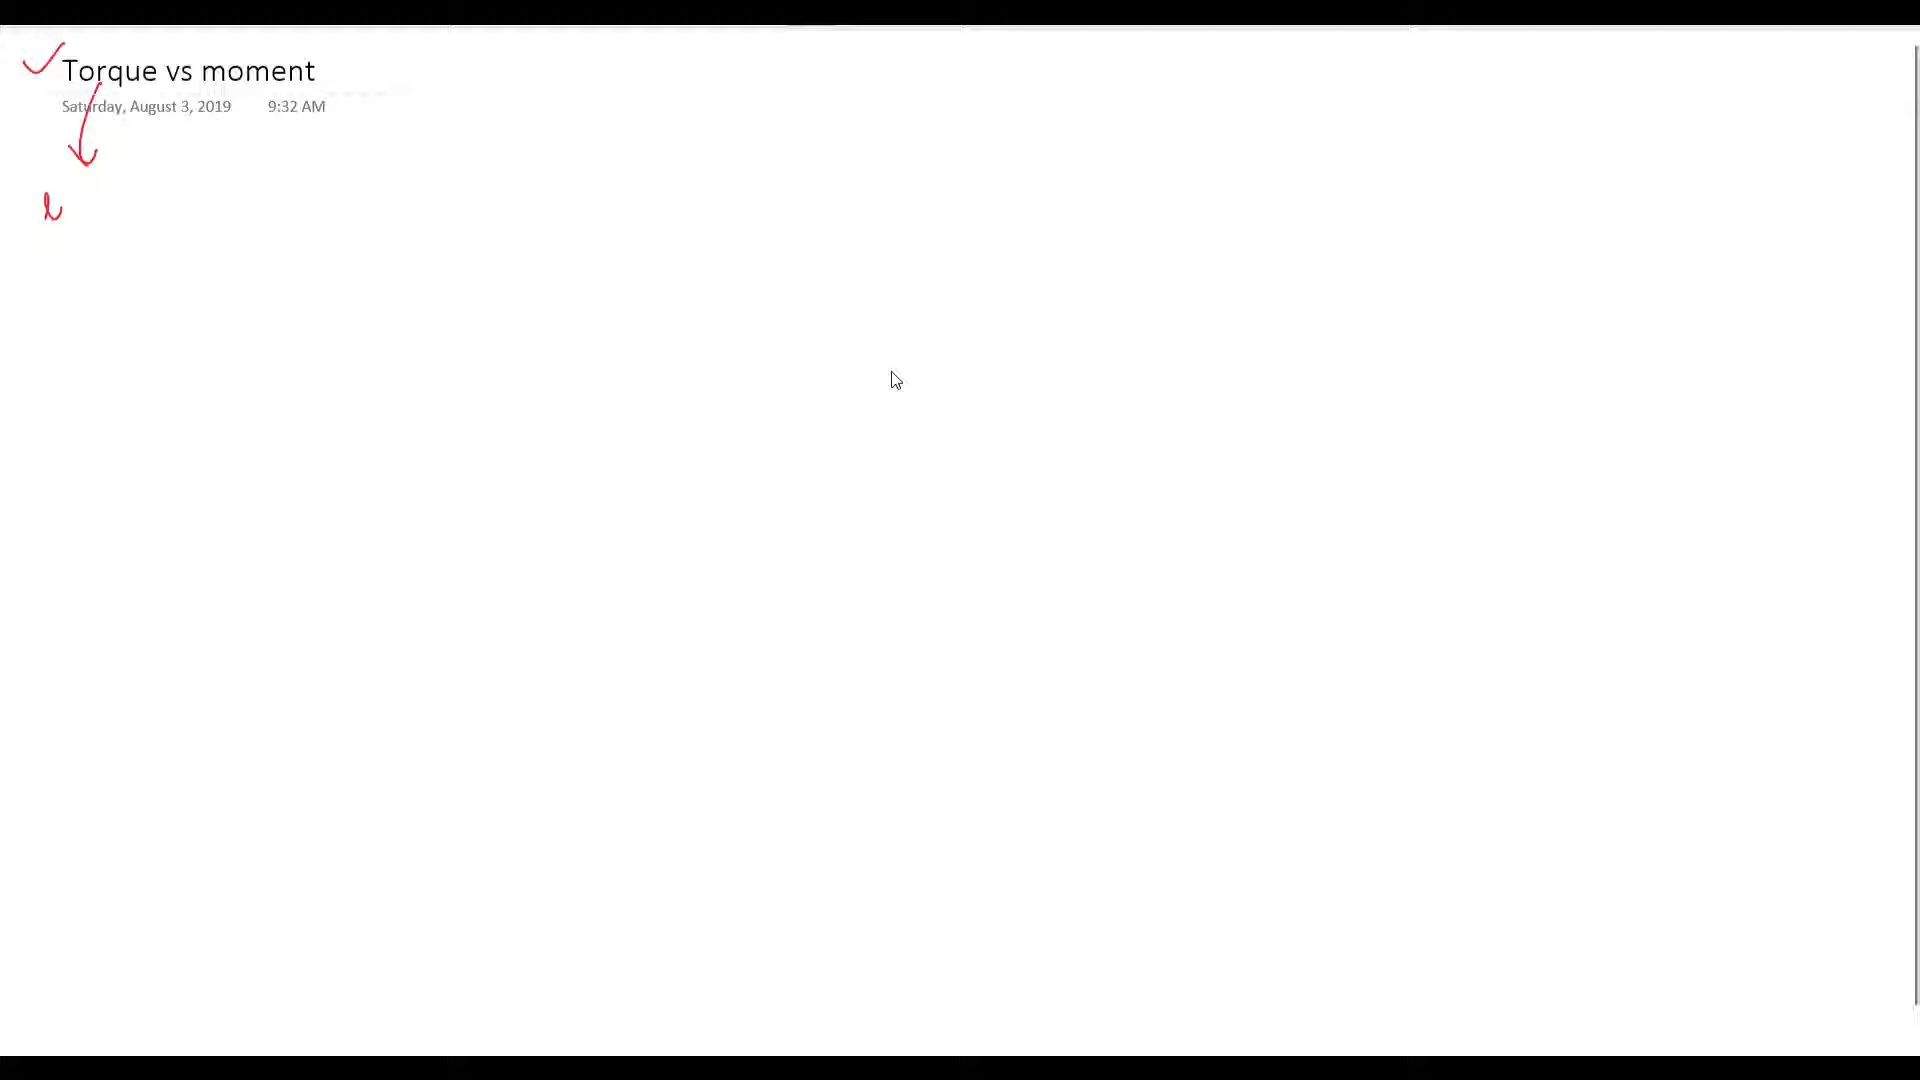 Torque vs moment
Saturday, August 3, 2019 9:32 AM